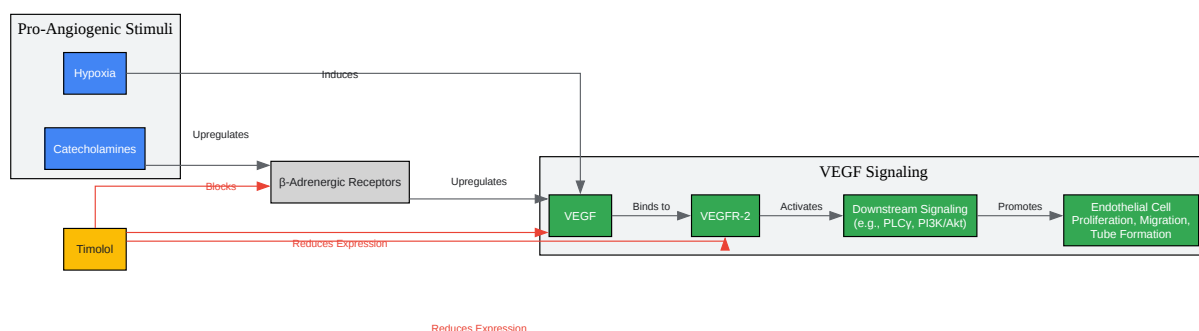 Pro-Angiogenic Stimuli
Hypoxia
Induces
Catecholamines
Upregulates
Blocks
β-Adrenergic Receptors
Upregulates
VEGF Signaling
VEGF
Binds to
VEGFR-2
Activates
Downstream Signaling
(e.g., PLCγ, PI3K/Akt)
Promotes
Endothelial Cell
Proliferation, Migration,
Tube Formation
Timolol
Reduces Expression
Reduces Expression